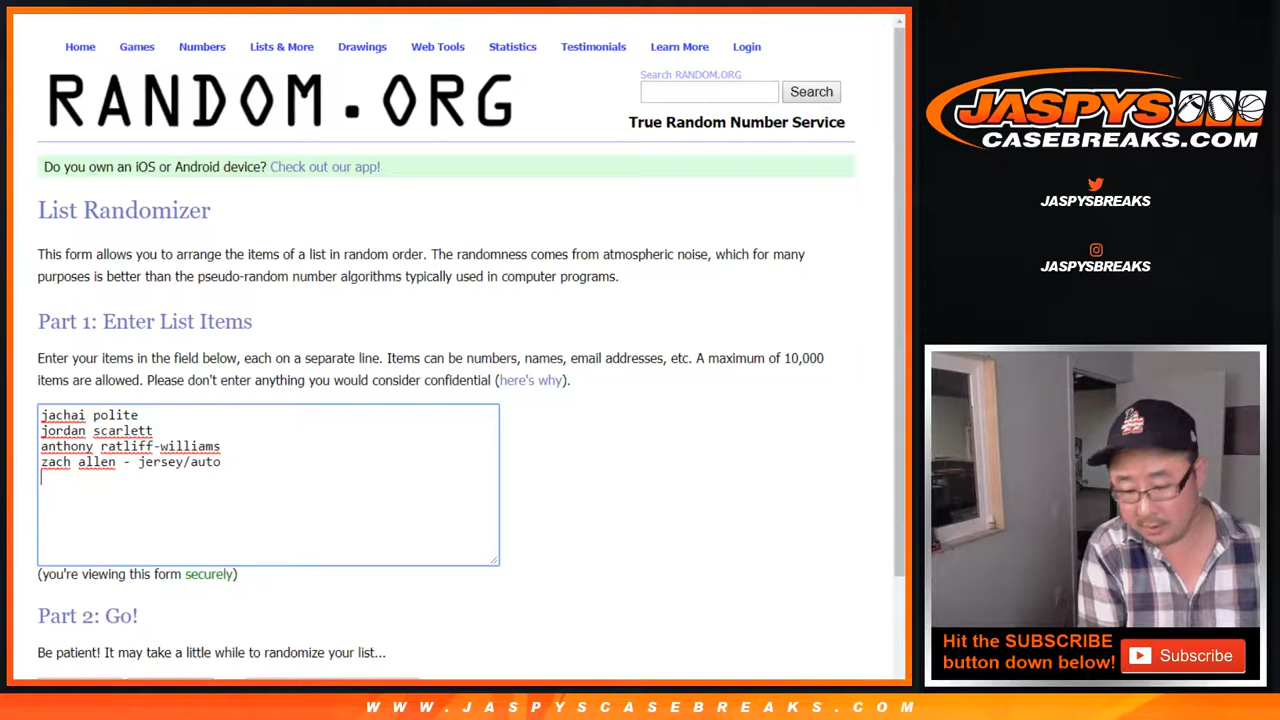 Home Games Numbers Lists & More Drawings Web Tools Statistics Testimonials Learn More Login
RANDOM.ORG
Search RANDOM.ORG
Search
True Random Number Service
Do you own an iOS or Android device? Check out our app!
List Randomizer
This form allows you to arrange the items of a list in random order. The randomness comes from atmospheric noise, which for many
purposes is better than the pseudo-random number algorithms typically used in computer programs.
Part 1: Enter List Items
Enter your items in the field below, each on a separate line. Items can be numbers, names, email addresses, etc. A maximum of 10,000
items are allowed. Please don't enter anything you would consider confidential (here's why).
jachai polite
jordan scarlett
anthony ratliff-williams
zach allen - jersey/auto
(you're viewing this form securely)
Part 2: Go!
Be patient! It may take a little while to randomize your list...
JASPYS
CASEBREAKS.COM
JASPYSBREAKS
JASPYSBREAKS
Hit the SUBSCRIBE
button down below!
Subscribe
WWW.JASPYSCASEBREAKS.COM